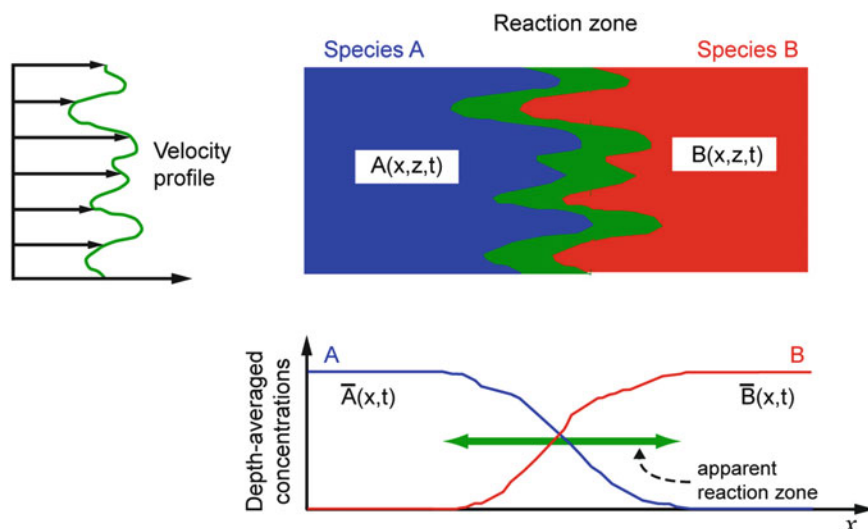 Reaction zone
Species A
Species B
Velocity
profile
A(x,z,t)
B(x,z,t)
Depth-averaged
concentrations
A
B
A̅(x,t)
B̅(x,t)
apparent
reaction zone
x